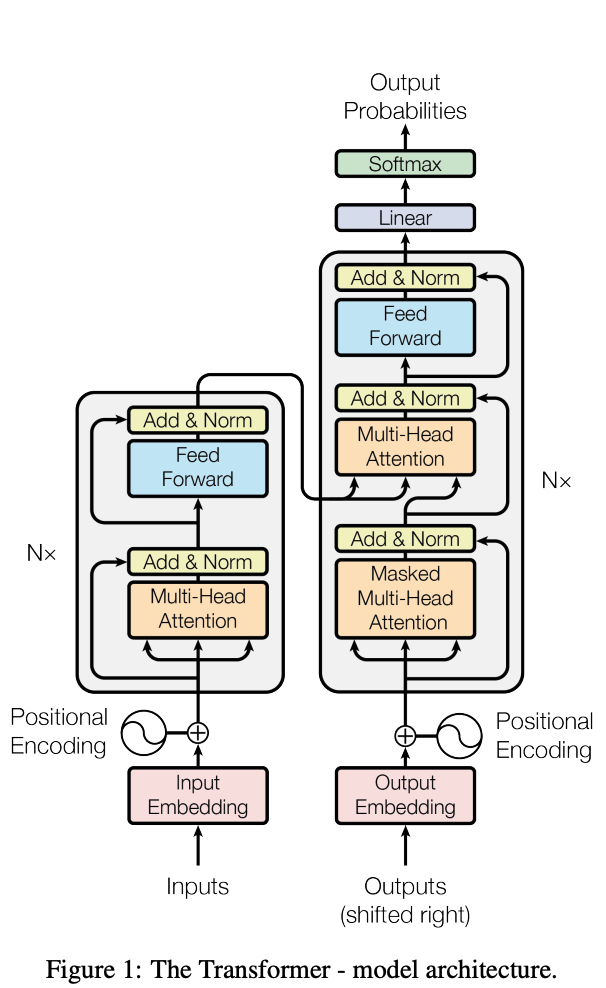 Output
Probabilities
Softmax
Linear
Add & Norm
Feed
Forward
Add & Norm
Multi-Head
Attention
Add & Norm
Masked
Multi-Head
Attention
N×
Add & Norm
Feed
Forward
Add & Norm
Multi-Head
Attention
N×
Positional
Encoding
Positional
Encoding
Input
Embedding
Output
Embedding
Inputs
Outputs
(shifted right)
Figure 1: The Transformer - model architecture.